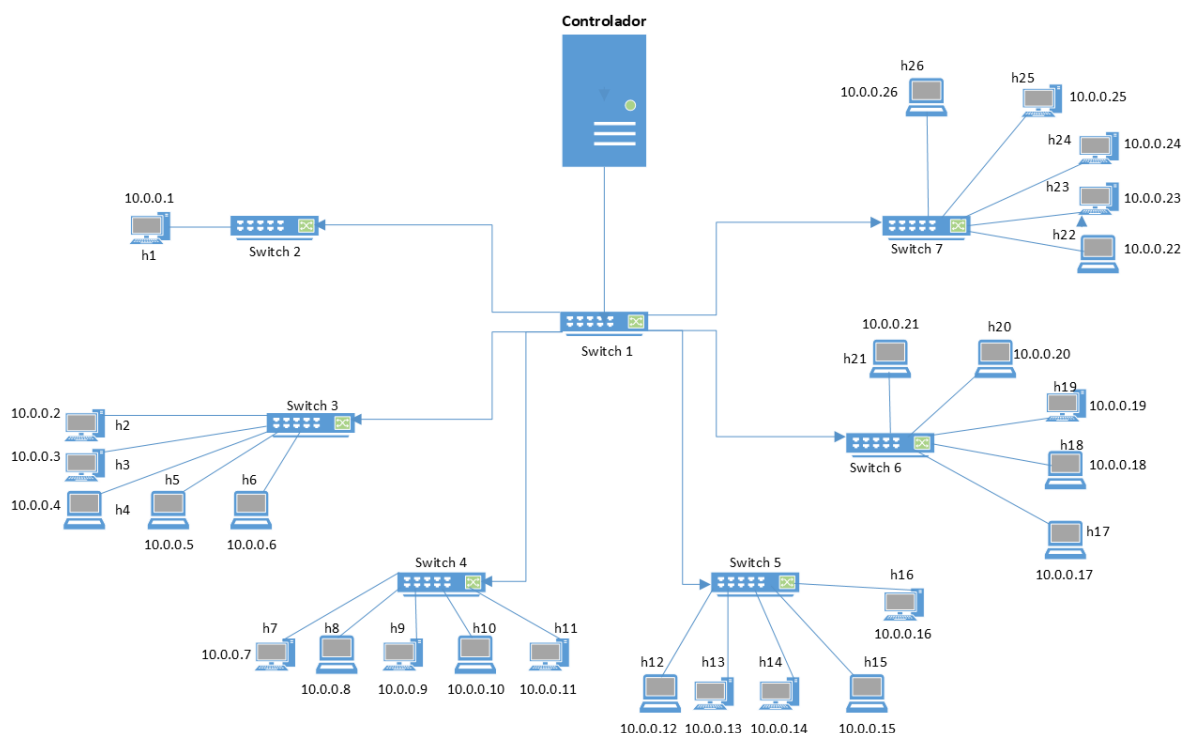 Controlador
h26
10.0.0.26
h25
10.0.0.25
h24
10.0.0.24
h23
10.0.0.23
h22
10.0.0.22
Switch 7
10.0.0.1
h1
Switch 2
Switch 1
10.0.0.21
h21
h20
10.0.0.20
h19
10.0.0.19
h18
10.0.0.18
h17
10.0.0.17
Switch 6
Switch 3
10.0.0.2
h2
10.0.0.3
h3
10.0.0.4
h4
h5
10.0.0.5
h6
10.0.0.6
Switch 4
h7
10.0.0.7
h8
10.0.0.8
h9
10.0.0.9
h10
10.0.0.10
h11
10.0.0.11
Switch 5
h16
10.0.0.16
h12
10.0.0.12
h13
10.0.0.13
h14
10.0.0.14
h15
10.0.0.15